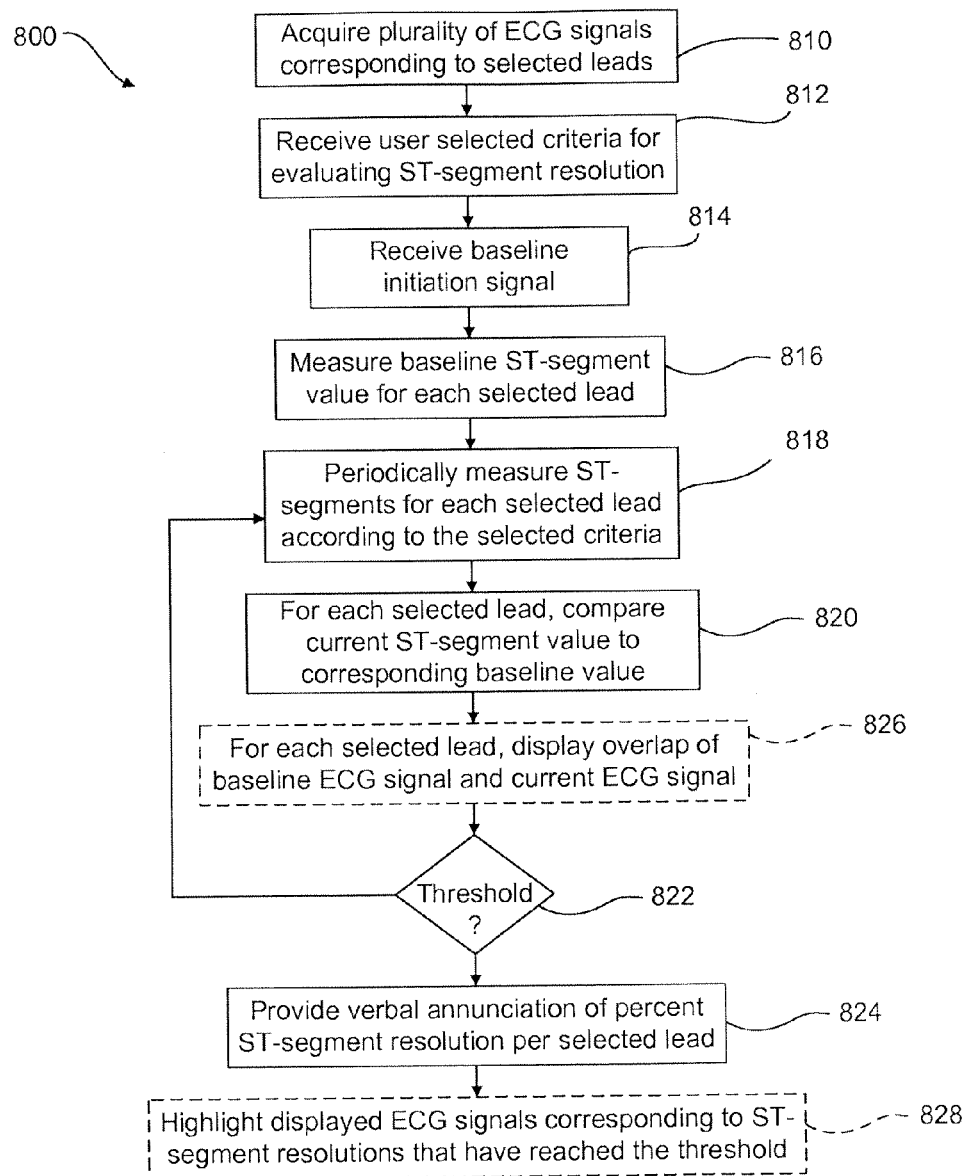 800
Acquire plurality of ECG signals
corresponding to selected leads
810
812
Receive user selected criteria for
evaluating ST-segment resolution
814
Receive baseline
initiation signal
Measure baseline ST-segment
value for each selected lead
816
818
Periodically measure ST-
segments for each selected lead
according to the selected criteria
For each selected lead, compare
current ST-segment value to
corresponding baseline value
820
For each selected lead, display overlap of
baseline ECG signal and current ECG signal
826
Threshold
?
822
Provide verbal annunciation of percent
ST-segment resolution per selected lead
824
Highlight displayed ECG signals corresponding to ST-
segment resolutions that have reached the threshold
828